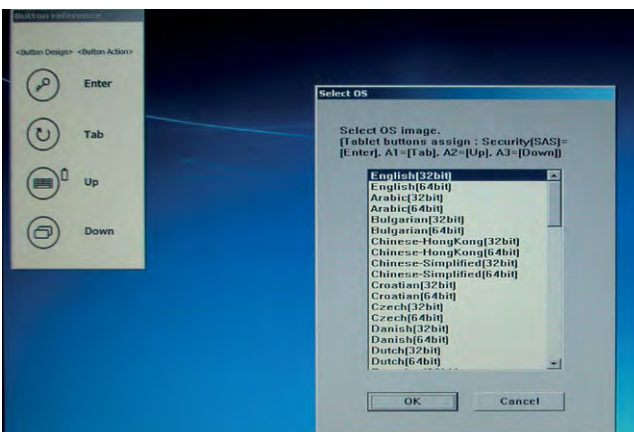 Button reference
<Button Design> <Button Action>
Enter
Tab
Up
Down
Select OS
Select OS image.
[Tablet buttons assign : Security(SAS)=
[Enter], A1=[Tab], A2=[Up], A3=[Down]]
English[32bit]
English[64bit]
Arabic[32bit]
Arabic[64bit]
Bulgarian[32bit]
Bulgarian[64bit]
Chinese-HongKong[32bit]
Chinese-HongKong[64bit]
Chinese-Simplified[32bit]
Chinese-Simplified[64bit]
Croatian[32bit]
Croatian[64bit]
Czech[32bit]
Czech[64bit]
Danish[32bit]
Danish[64bit]
Dutch[32bit]
Dutch[64bit]
OK
Cancel